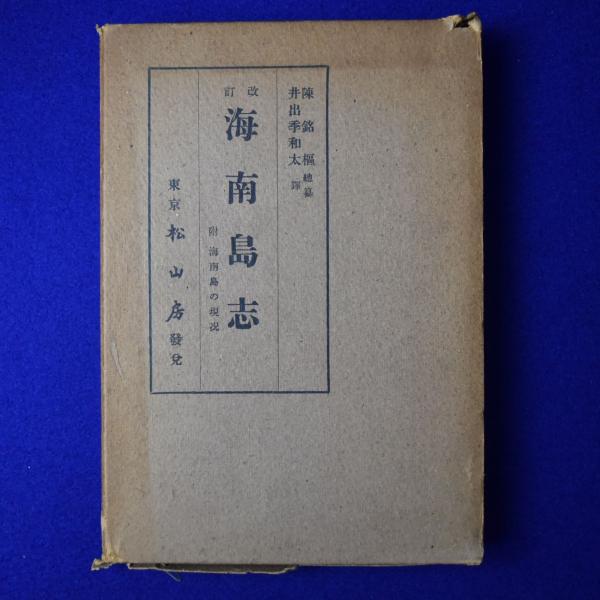 陳銘樞總纂
井出季和太譯
改訂
海南島志
附 海南島の現况
東京 松山房發兌